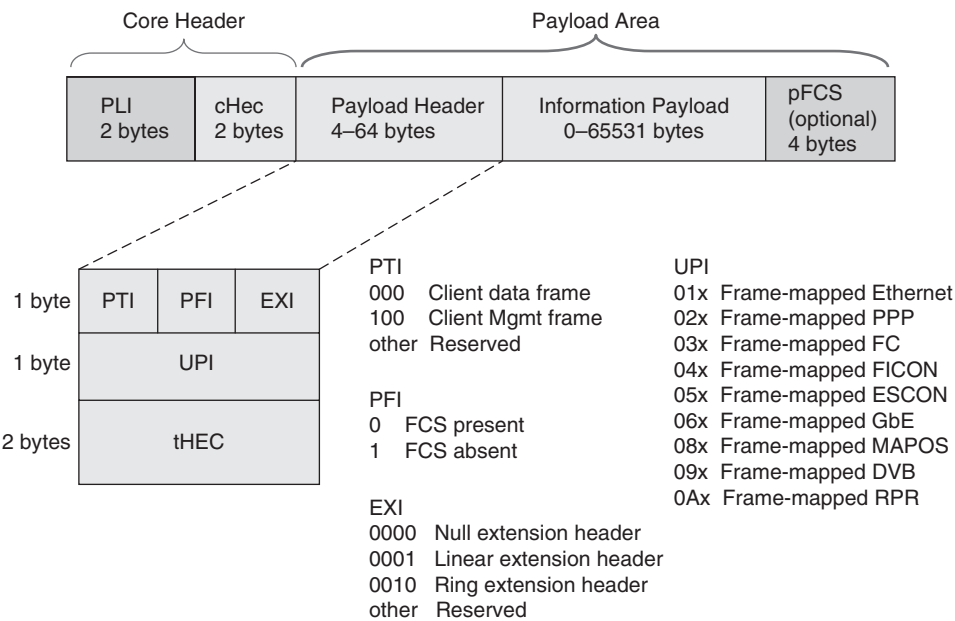 Core Header
Payload Area
PLI
2 bytes
cHec
2 bytes
Payload Header
4–64 bytes
Information Payload
0–65531 bytes
pFCS
(optional)
4 bytes
1 byte
PTI
PFI
EXI
1 byte
UPI
2 bytes
tHEC
PTI
000 Client data frame
100 Client Mgmt frame
other Reserved
PFI
0 FCS present
1 FCS absent
EXI
0000 Null extension header
0001 Linear extension header
0010 Ring extension header
other Reserved
UPI
01x Frame-mapped Ethernet
02x Frame-mapped PPP
03x Frame-mapped FC
04x Frame-mapped FICON
05x Frame-mapped ESCON
06x Frame-mapped GbE
08x Frame-mapped MAPOS
09x Frame-mapped DVB
0Ax Frame-mapped RPR